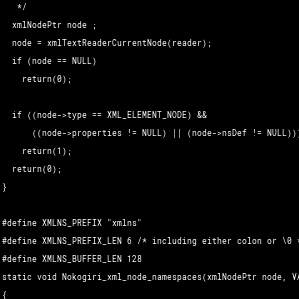 */
xmlNodePtr node ;
node = xmlTextReaderCurrentNode(reader);
if (node == NULL)
return(0);
if ((node->type == XML_ELEMENT_NODE) &&
((node->properties != NULL) || (node->nsDef != NULL)))
return(1);
return(0);
}
#define XMLNS_PREFIX "xmlns"
#define XMLNS_PREFIX_LEN 6 /* including either colon or \0 *
#define XMLNS_BUFFER_LEN 128
static void Nokogiri_xml_node_namespaces(xmlNodePtr node, VA
{